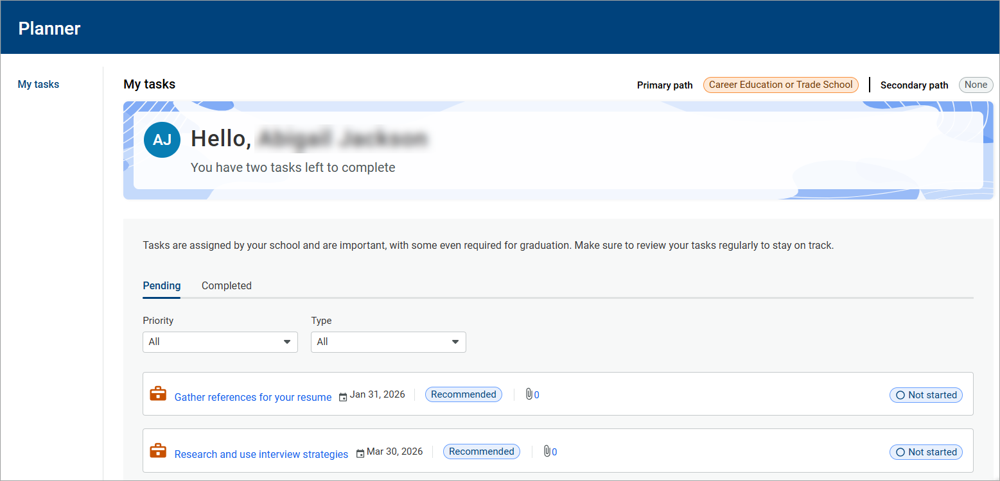 Planner
My tasks
My tasks
Primary path Career Education or Trade School Secondary path None
AJ
Hello,
You have two tasks left to complete
Tasks are assigned by your school and are important, with some even required for graduation. Make sure to review your tasks regularly to stay on track.
Pending Completed
Priority Type
All All
Gather references for your resume Jan 31, 2026 Recommended 0 Not started
Research and use interview strategies Mar 30, 2026 Recommended 0 Not started